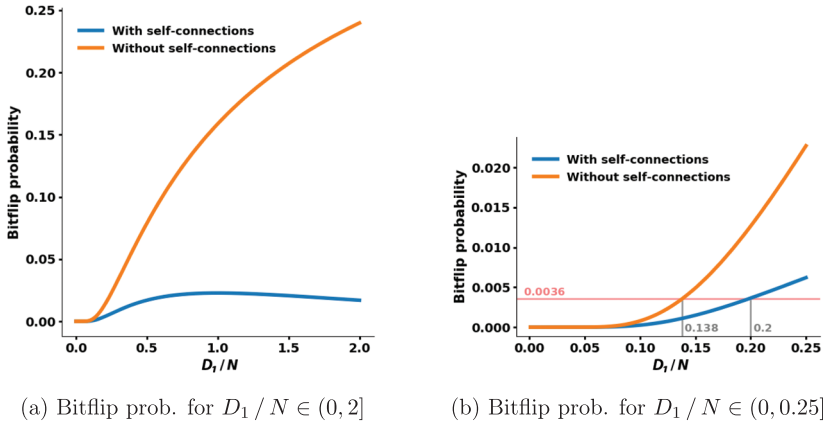 0.25
0.20
0.15
0.10
0.05
0.00
Bitflip probability
With self-connections
Without self-connections
0.0 0.5 1.0 1.5 2.0
D₁/N
(a) Bitflip prob. for D₁ / N ∈ (0, 2]
0.020
0.015
0.010
0.005
0.000
Bitflip probability
With self-connections
Without self-connections
0.0036
0.138 0.2
0.00 0.05 0.10 0.15 0.20 0.25
D₁/N
(b) Bitflip prob. for D₁ / N ∈ (0, 0.25]